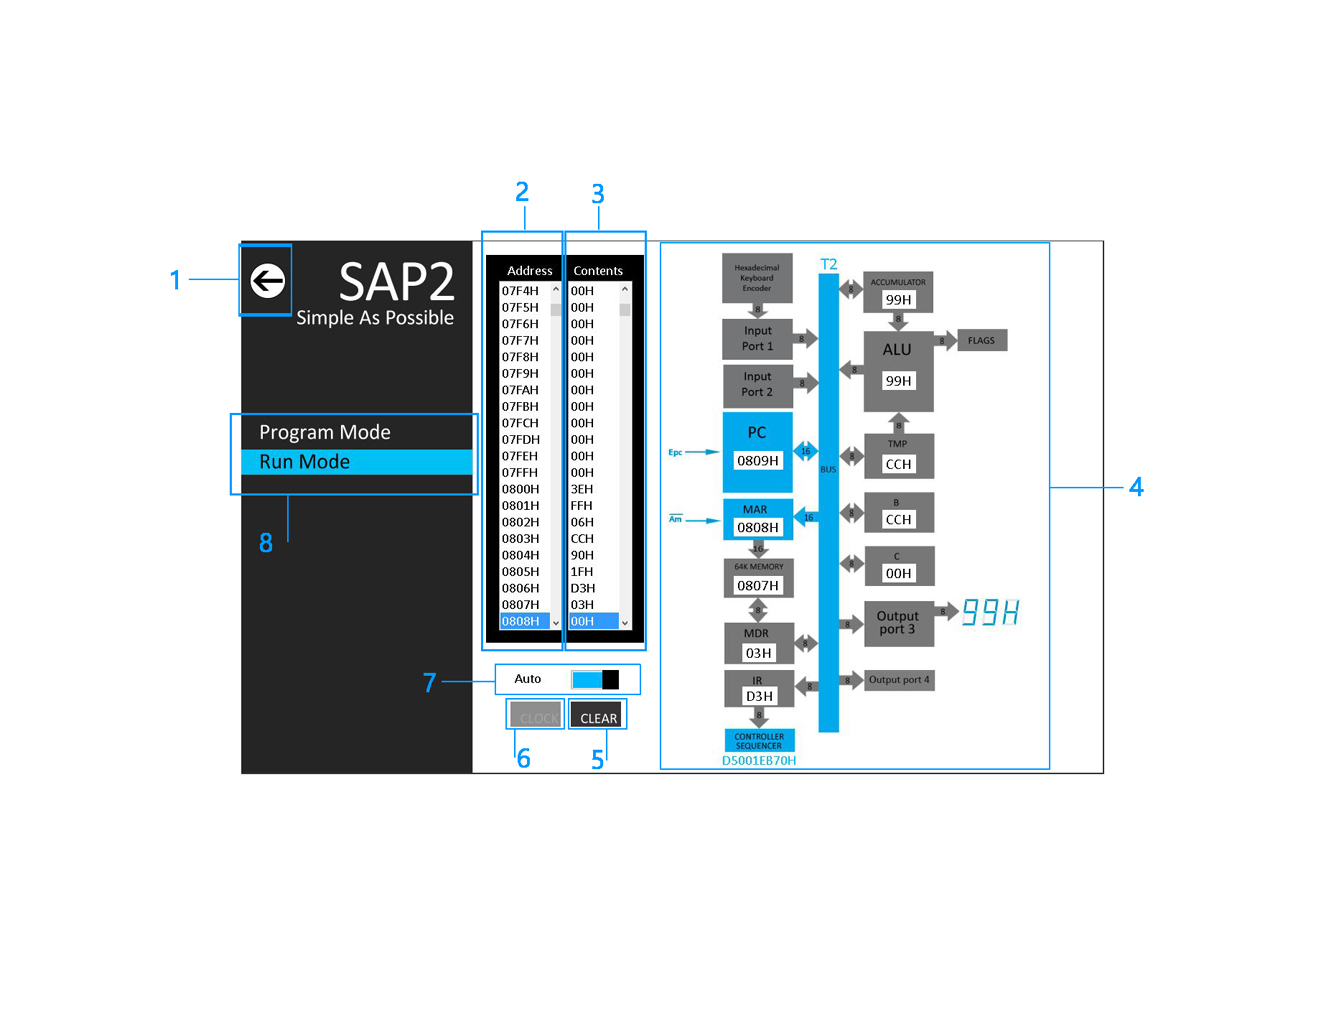 2
3
1
SAP2
Simple As Possible
Program Mode
Run Mode
8
Address
07F4H
07F5H
07F6H
07F7H
07F8H
07F9H
07FAH
07FBH
07FCH
07FDH
07FEH
07FFH
0800H
0801H
0802H
0803H
0804H
0805H
0806H
0807H
0808H
Contents
00H
00H
00H
00H
00H
00H
00H
00H
00H
00H
00H
00H
3EH
FFH
06H
CCH
90H
1FH
D3H
03H
00H
7
Auto
CLOCK
CLEAR
6
5
Hexadecimal
Keyboard
Encoder
8
Input
Port 1
8
Input
Port 2
8
PC
0809H
Epc
16
MAR
0808H
Am
16
16
64K MEMORY
0807H
8
MDR
03H
8
IR
D3H
8
8
CONTROLLER
SEQUENCER
D5001EB70H
T2
BUS
8
ACCUMULATOR
99H
8
ALU
99H
8
8
FLAGS
8
TMP
CCH
8
B
CCH
8
C
00H
8
Output
port 3
8
8
99H
Output port 4
8
4